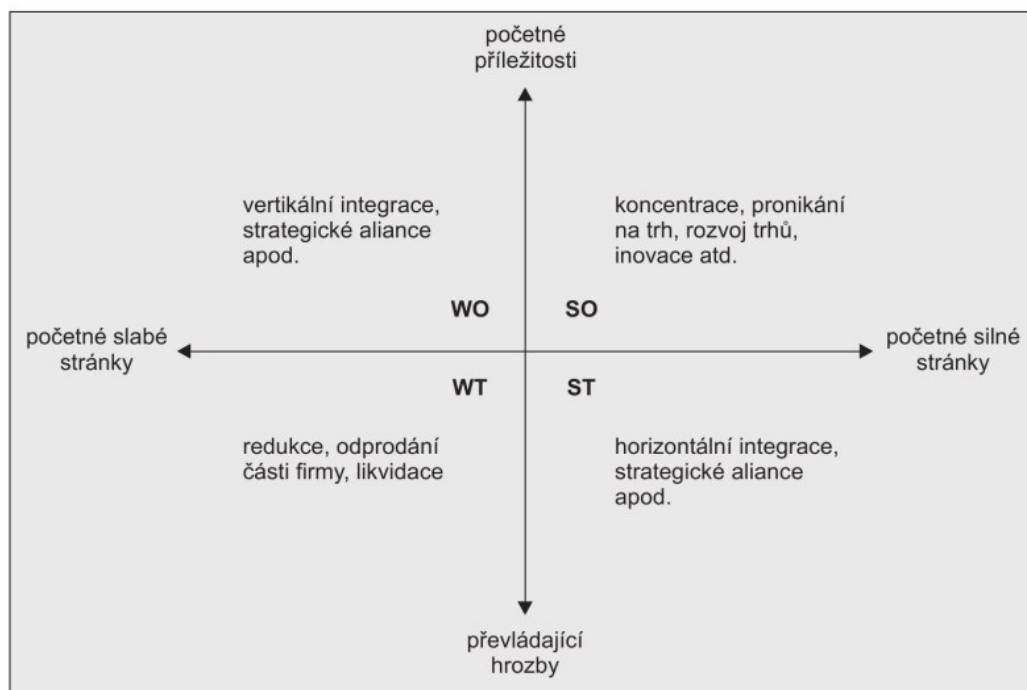 početné
příležitosti
vertikální integrace,
strategické aliance
apod.
koncentrace, pronikání
na trh, rozvoj trhů,
inovace atd.
WO
SO
početné slabé
stránky
početné silné
stránky
WT
ST
redukce, odprodání
části firmy, likvidace
horizontální integrace,
strategické aliance
apod.
převládající
hrozby